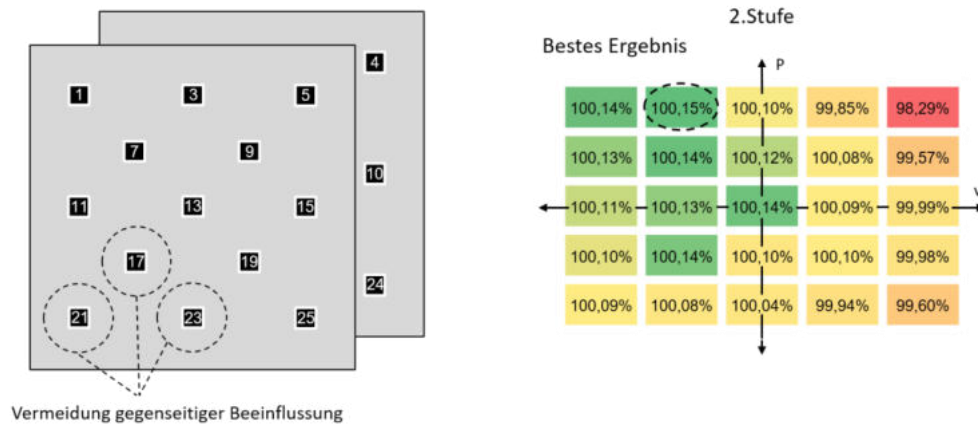 2.Stufe
Bestes Ergebnis
P
4
1 3 5
100,14% 100,15% 100,10% 99,85% 98,29%
7 9
100,13% 100,14% 100,12% 100,08% 99,57%
10
11 13 15
100,11% 100,13% 100,14% 100,09% 99,99%
v
17 19
100,10% 100,14% 100,10% 100,10% 99,98%
24
21 23 25
100,09% 100,08% 100,04% 99,94% 99,60%
Vermeidung gegenseitiger Beeinflussung